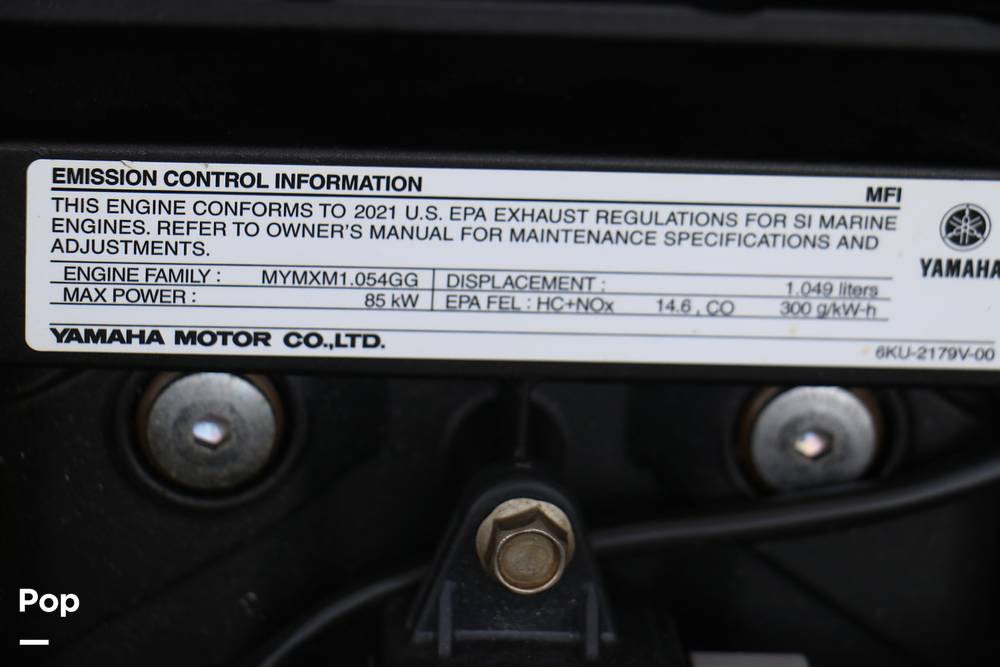 EMISSION CONTROL INFORMATION MFI
THIS ENGINE CONFORMS TO 2021 U.S. EPA EXHAUST REGULATIONS FOR SI MARINE
ENGINES. REFER TO OWNER'S MANUAL FOR MAINTENANCE SPECIFICATIONS AND
ADJUSTMENTS.
YAMAHA
ENGINE FAMILY : MYMXM1.054GG DISPLACEMENT : 1.049 liters
MAX POWER : 85 kW EPA FEL : HC+NOx 14.6 , CO 300 g/kW-h
YAMAHA MOTOR CO.,LTD. 6KU-2179V-00
Pop